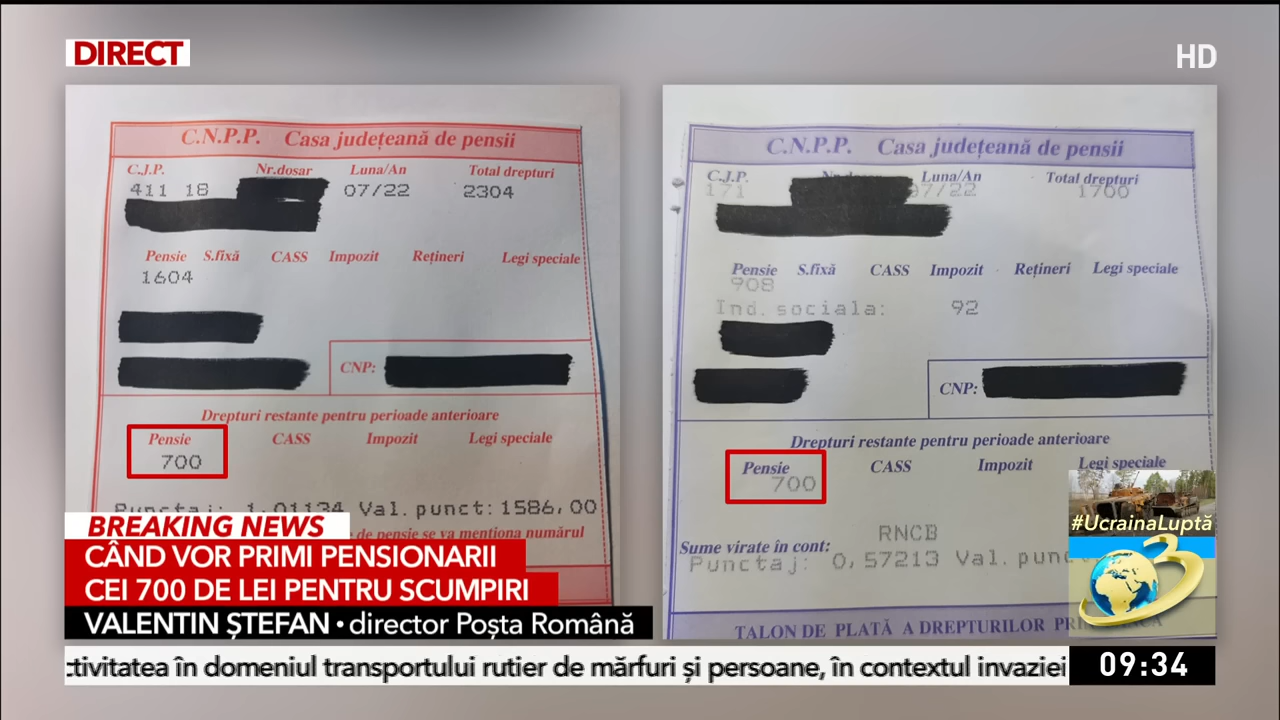 DIRECT
HD
C.N.P.P. Casa județeană de pensii
C.J.P. Nr.dosar Luna/An Total drepturi
411 18 07/22 2304
Pensie S.fixă CASS Impozit Rețineri Legi speciale
1604
CNP:
Drepturi restante pentru perioade anterioare
Pensie CASS Impozit Legi speciale
700
Punctaj: 1,01134 Val.punct:1586,00
de pensie se va mentiona numărul
C.N.P.P. Casa județeană de pensii
C.J.P. Luna/An Total drepturi
171 07/22 1700
Pensie S.fixă CASS Impozit Rețineri Legi speciale
908
Ind.sociala: 92
CNP:
Drepturi restante pentru perioade anterioare
Pensie CASS Impozit Legi speciale
700
RNCB
Sume virate în cont:
Punctaj: 0,57213 Val.
TALON DE PLATĂ A DREPTURILOR
#UcrainaLuptă
3
BREAKING NEWS
CÂND VOR PRIMI PENSIONARII
CEI 700 DE LEI PENTRU SCUMPIRI
VALENTIN ȘTEFAN • director Poșta Română
ctivitatea în domeniul transportului rutier de mărfuri și persoane, în contextul invaziei
09:34